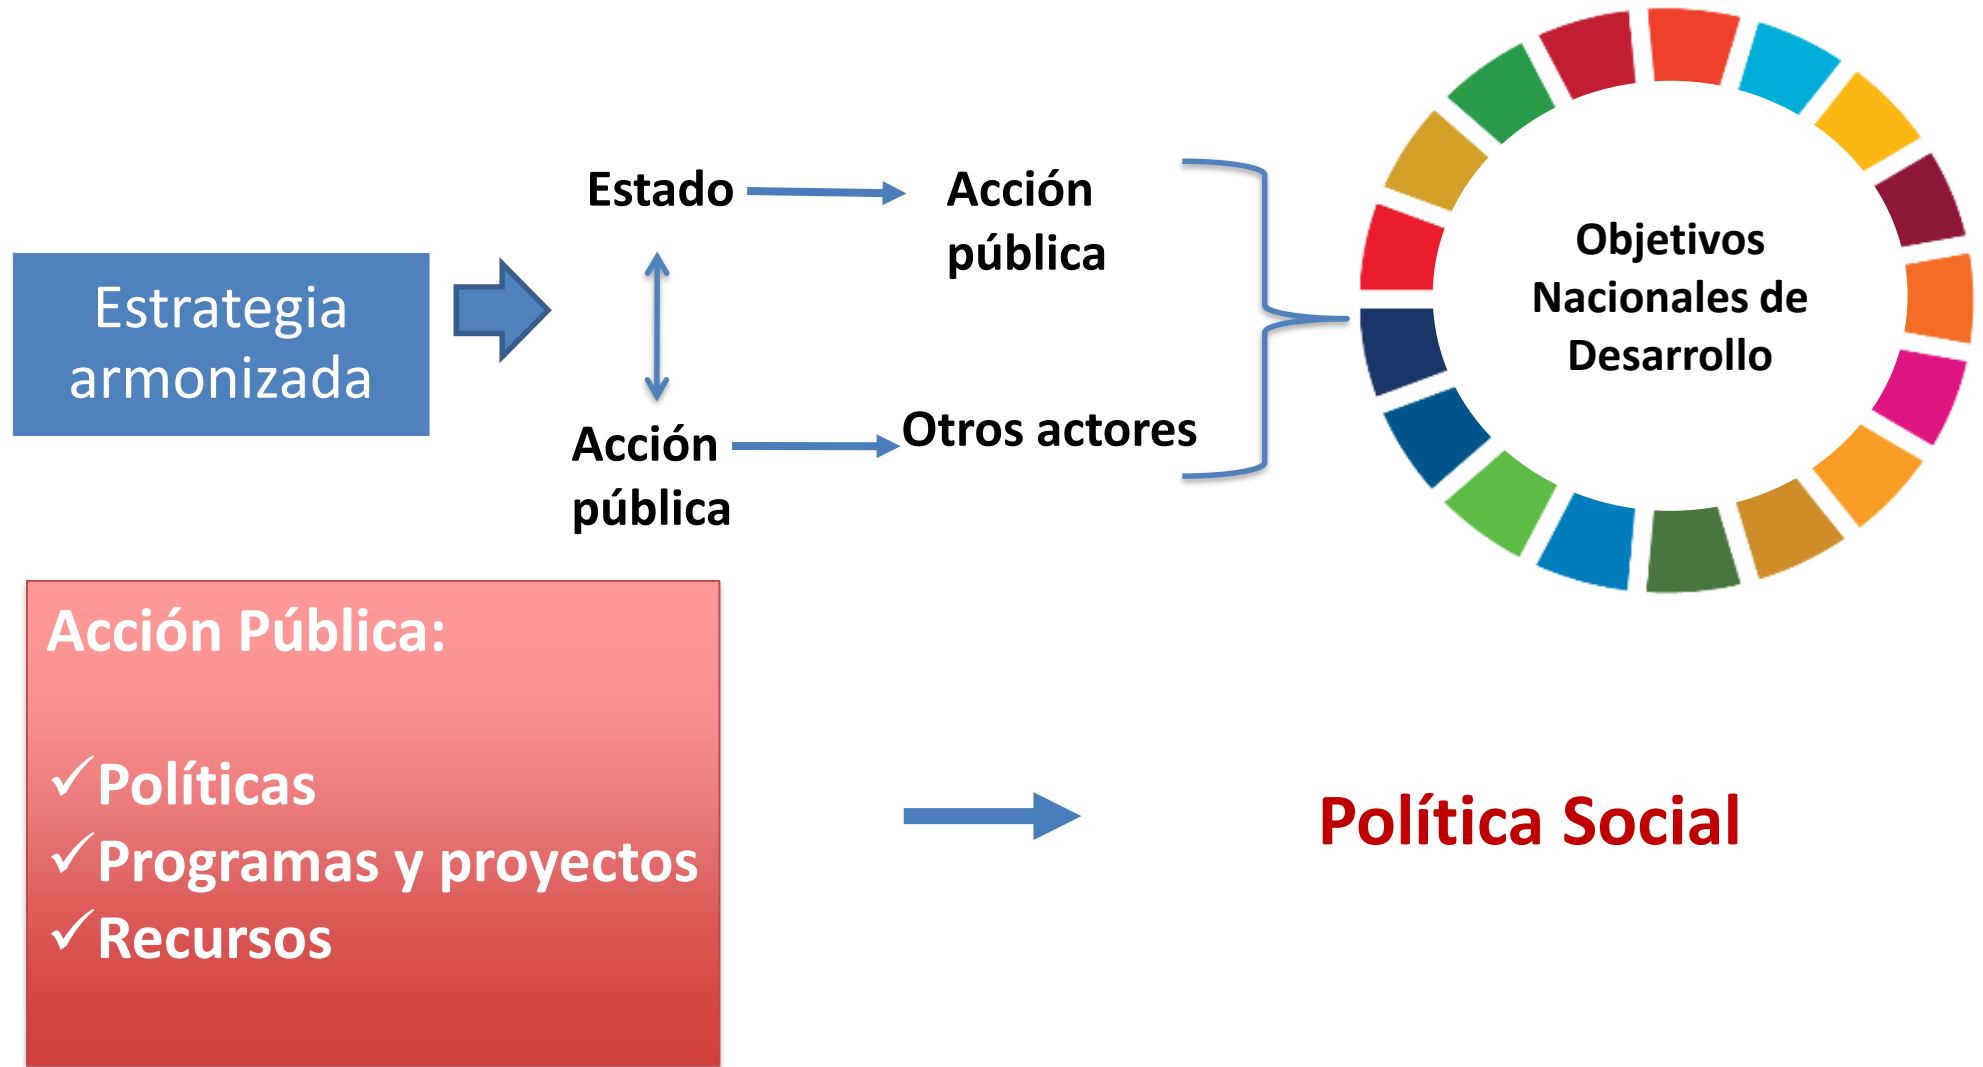 Estrategia
armonizada
Estado
Acción
pública
Acción
pública
Otros actores
Objetivos
Nacionales de
Desarrollo
Acción Pública:
✓Políticas
✓Programas y proyectos
✓Recursos
Política Social